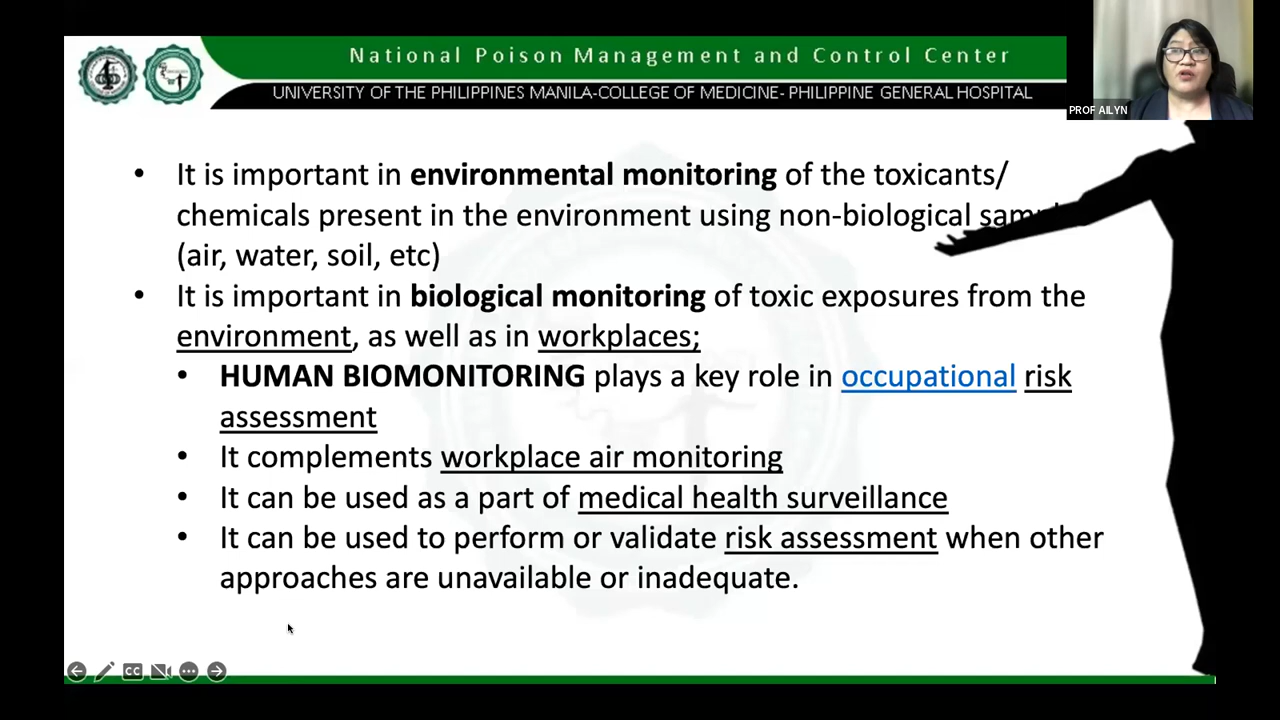 National Poison Management and Control Center
UNIVERSITY OF THE PHILIPPINES MANILA-COLLEGE OF MEDICINE- PHILIPPINE GENERAL HOSPITAL
PROF AILYN
• It is important in environmental monitoring of the toxicants/
chemicals present in the environment using non-biological
(air, water, soil, etc)
• It is important in biological monitoring of toxic exposures from the
environment, as well as in workplaces;
• HUMAN BIOMONITORING plays a key role in occupational risk
assessment
• It complements workplace air monitoring
• It can be used as a part of medical health surveillance
• It can be used to perform or validate risk assessment when other
approaches are unavailable or inadequate.
CC